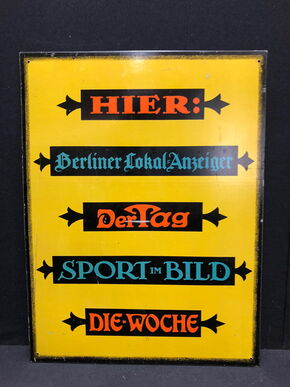 HIER:
Berliner Lokal-Anzeiger
Der Tag
SPORT IM BILD
DIE-WOCHE